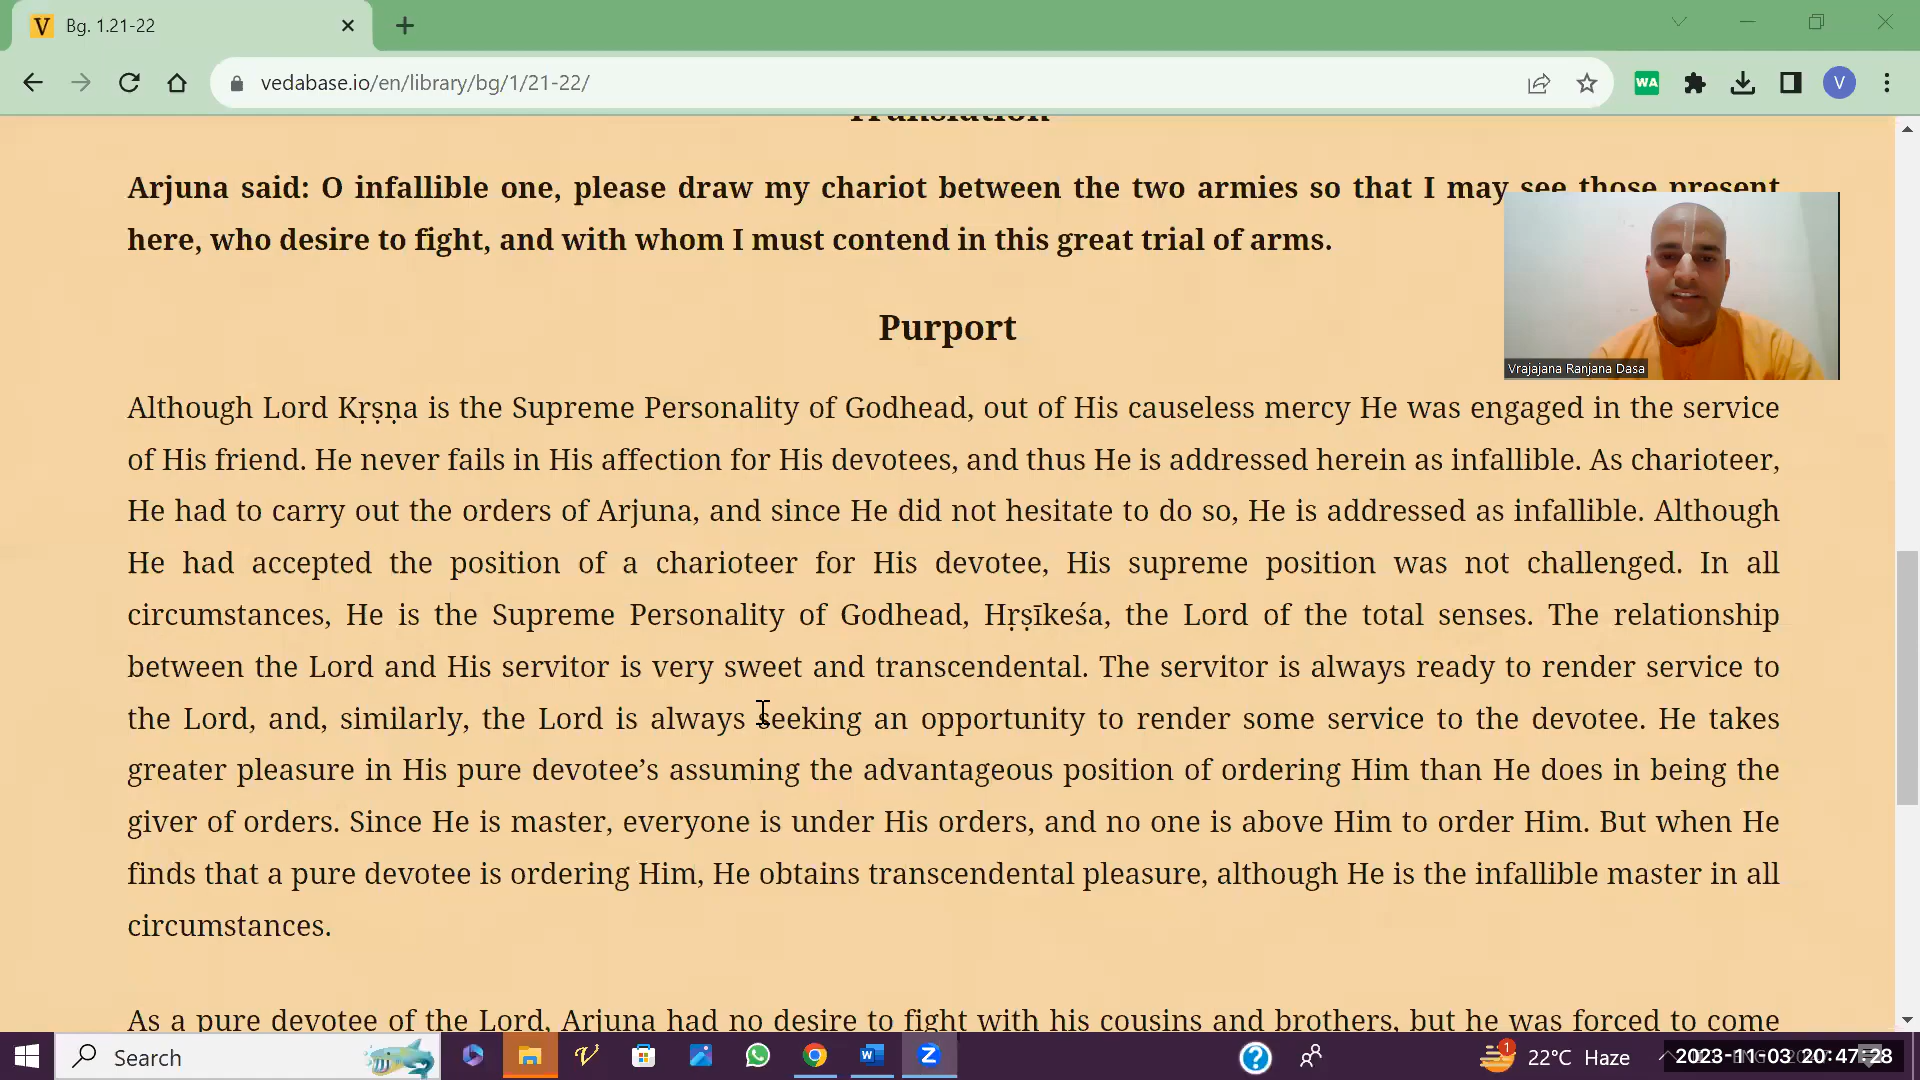 Bg. 1.21-22
vedabase.io/en/library/bg/1/21-22/
WA
V
Translation
Arjuna said: O infallible one, please draw my chariot between the two armies so that I may see those present
here, who desire to fight, and with whom I must contend in this great trial of arms.
Vrajajana Ranjana Dasa
Purport
Although Lord Kṛṣṇa is the Supreme Personality of Godhead, out of His causeless mercy He was engaged in the service
of His friend. He never fails in His affection for His devotees, and thus He is addressed herein as infallible. As charioteer,
He had to carry out the orders of Arjuna, and since He did not hesitate to do so, He is addressed as infallible. Although
He had accepted the position of a charioteer for His devotee, His supreme position was not challenged. In all
circumstances, He is the Supreme Personality of Godhead, Hṛṣīkeśa, the Lord of the total senses. The relationship
between the Lord and His servitor is very sweet and transcendental. The servitor is always ready to render service to
the Lord, and, similarly, the Lord is always seeking an opportunity to render some service to the devotee. He takes
greater pleasure in His pure devotee’s assuming the advantageous position of ordering Him than He does in being the
giver of orders. Since He is master, everyone is under His orders, and no one is above Him to order Him. But when He
finds that a pure devotee is ordering Him, He obtains transcendental pleasure, although He is the infallible master in all
circumstances.
As a pure devotee of the Lord, Arjuna had no desire to fight with his cousins and brothers, but he was forced to come
Search
1
22°C Haze
2023-11-03 20:47:28